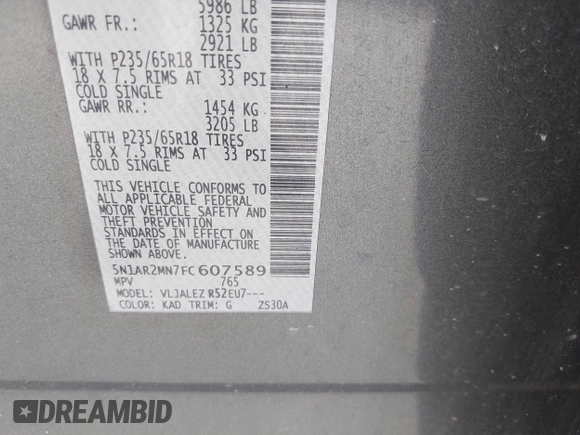 5986 LB
GAWR FR.: 1325 KG
2921 LB
WITH P235/65R18 TIRES
18 X 7.5 RIMS AT 33 PSI
COLD SINGLE
GAWR RR.: 1454 KG
3205 LB
WITH P235/65R18 TIRES
18 X 7.5 RIMS AT 33 PSI
COLD SINGLE
THIS VEHICLE CONFORMS TO
ALL APPLICABLE FEDERAL
MOTOR VEHICLE SAFETY AND
THEFT PREVENTION
STANDARDS IN EFFECT ON
THE DATE OF MANUFACTURE
SHOWN ABOVE.
5N1AR2MN7FC607589
MPV 765
MODEL: VLJALEZ R52EU7---
COLOR: KAD TRIM: G ZS30A
DREAMBID